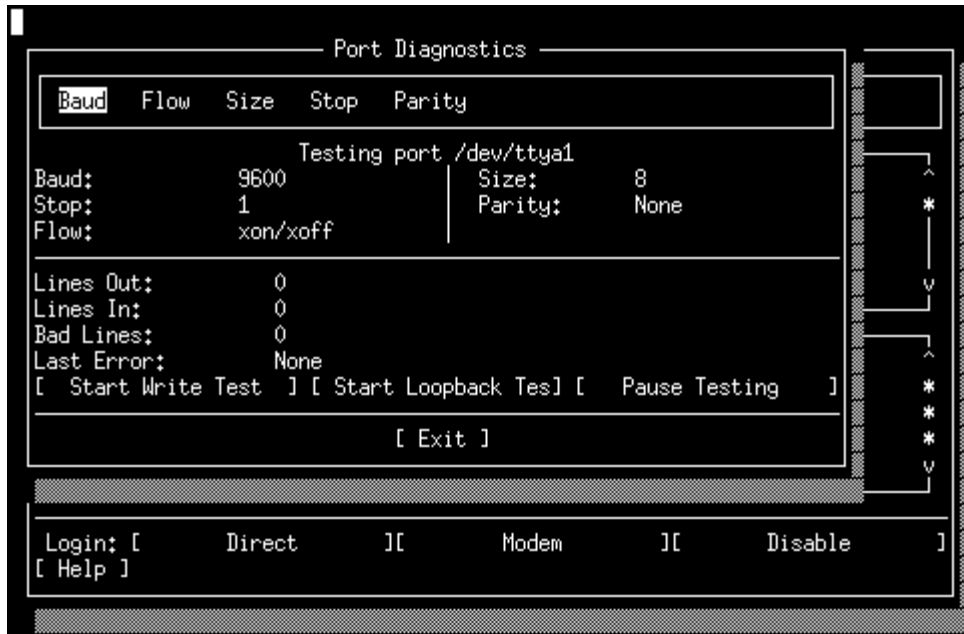 Port Diagnostics
Baud Flow Size Stop Parity
Testing port /dev/ttya1
Baud: 9600 Size: 8
Stop: 1 Parity: None
Flow: xon/xoff
Lines Out: 0
Lines In: 0
Bad Lines: 0
Last Error: None
[ Start Write Test ] [ Start Loopback Tes] [ Pause Testing ]
[ Exit ]
Login: [ Direct ][ Modem ][ Disable ]
[ Help ]